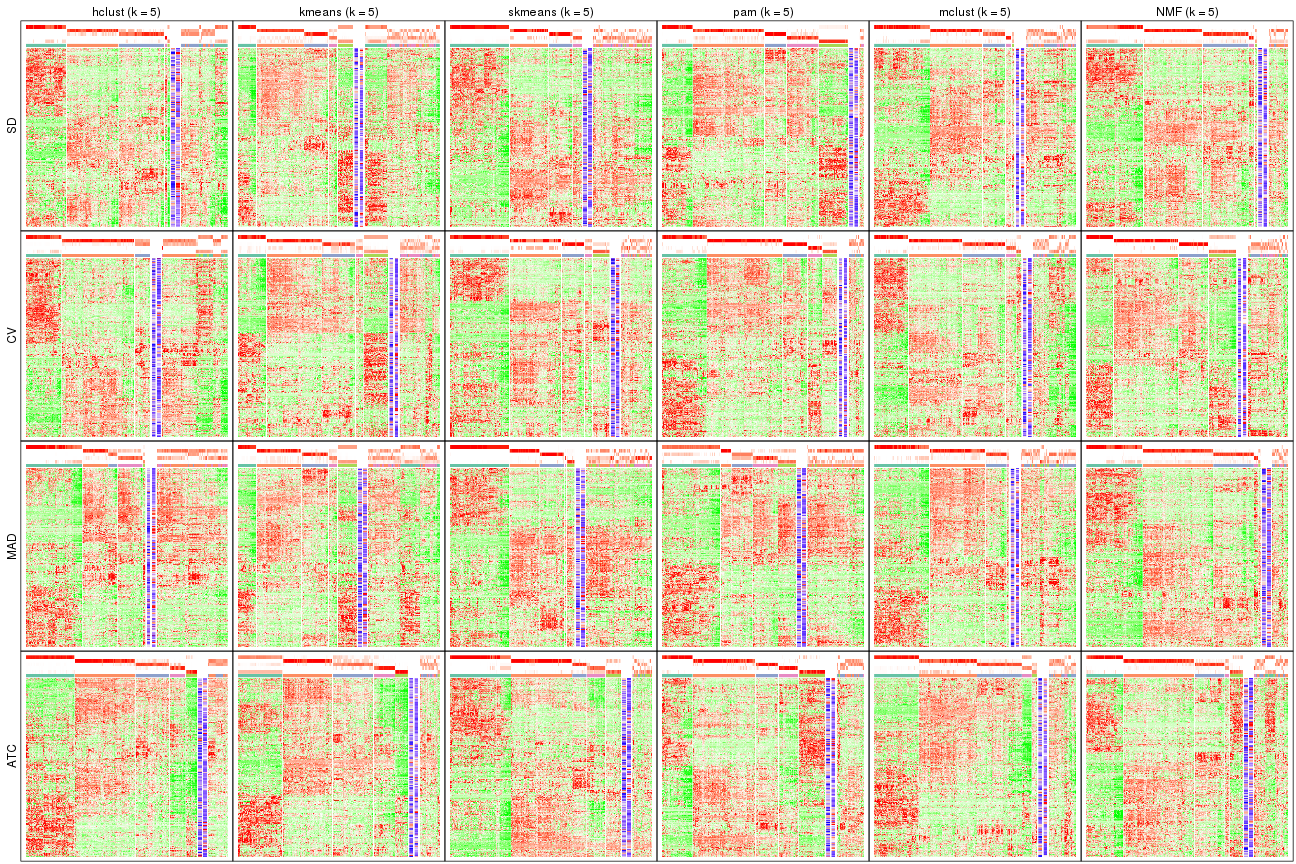 hclust (k = 5) kmeans (k = 5) skmeans (k = 5) pam (k = 5) mclust (k = 5) NMF (k = 5)
SD
CV
MAD
ATC